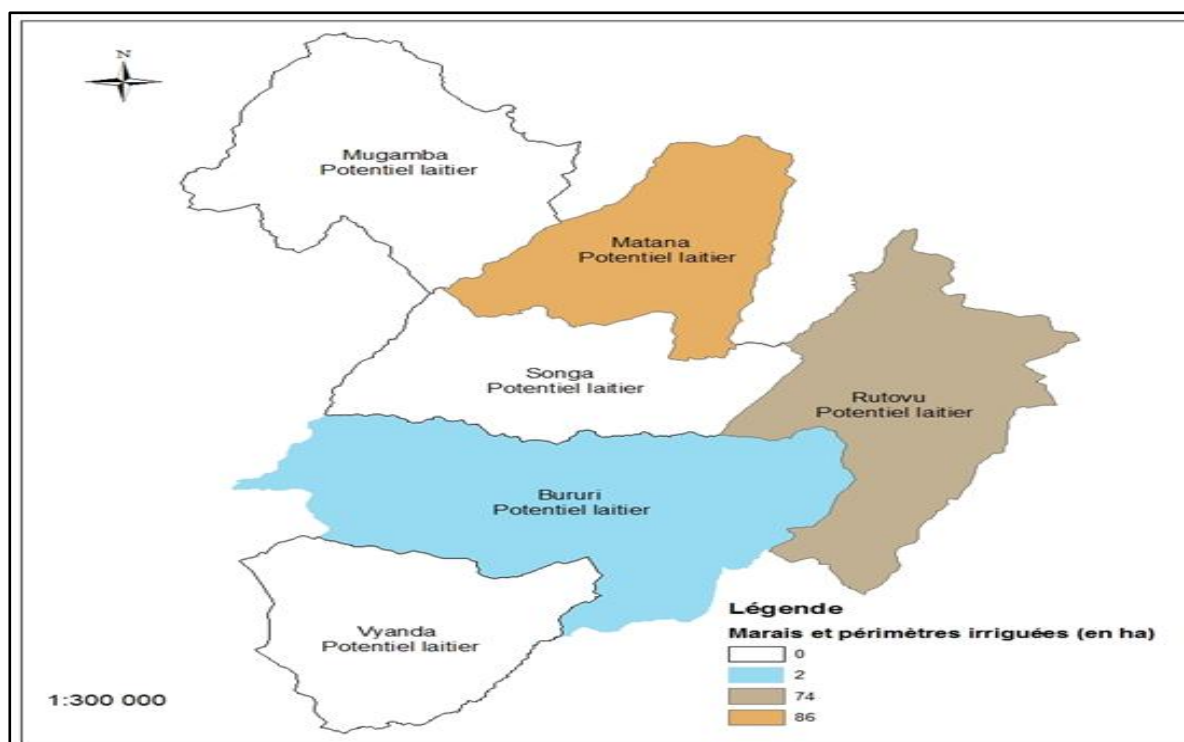 N
Mugamba
Potentiel laitier
Matana
Potentiel laitier
Songa
Potentiel laitier
Rutovu
Potentiel laitier
Bururi
Potentiel laitier
Vyanda
Potentiel laitier
Légende
Marais et périmètres irriguées (en ha)
0
2
74
86
1:300 000